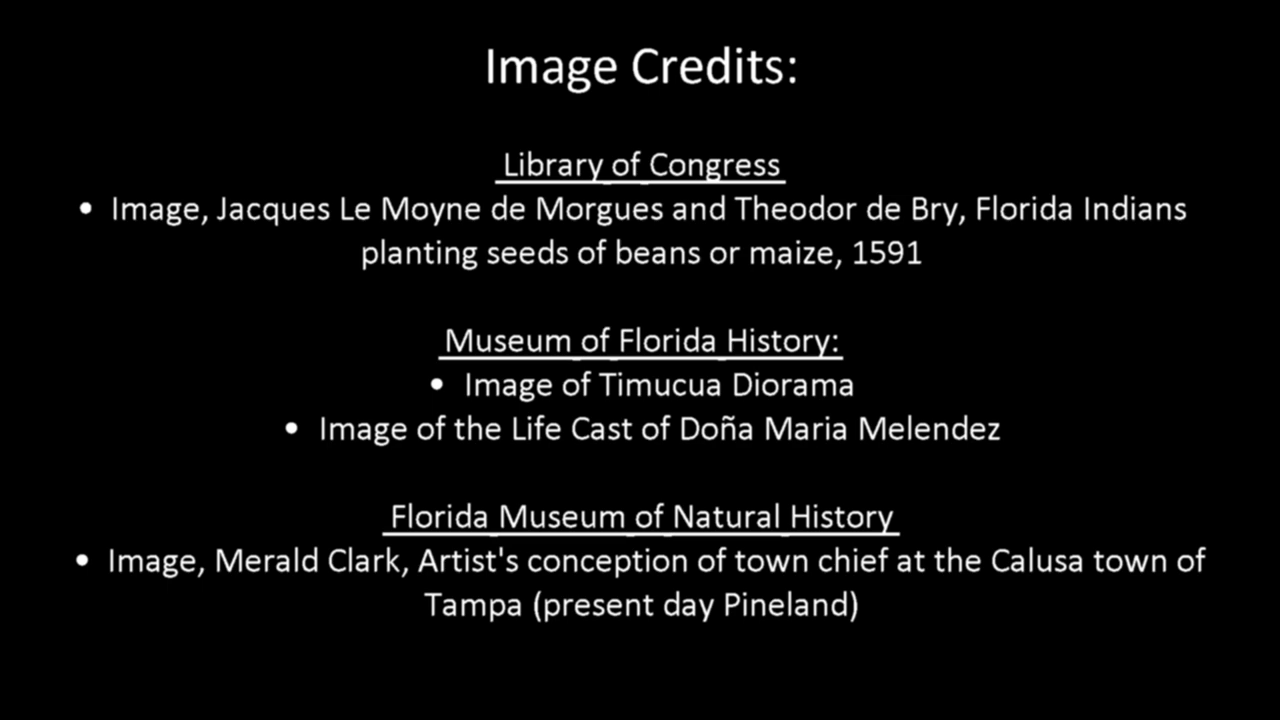 Image Credits:
Library of Congress
• Image, Jacques Le Moyne de Morgues and Theodor de Bry, Florida Indians
planting seeds of beans or maize, 1591
Museum of Florida History:
• Image of Timucua Diorama
• Image of the Life Cast of Doña Maria Melendez
Florida Museum of Natural History
• Image, Merald Clark, Artist's conception of town chief at the Calusa town of
Tampa (present day Pineland)